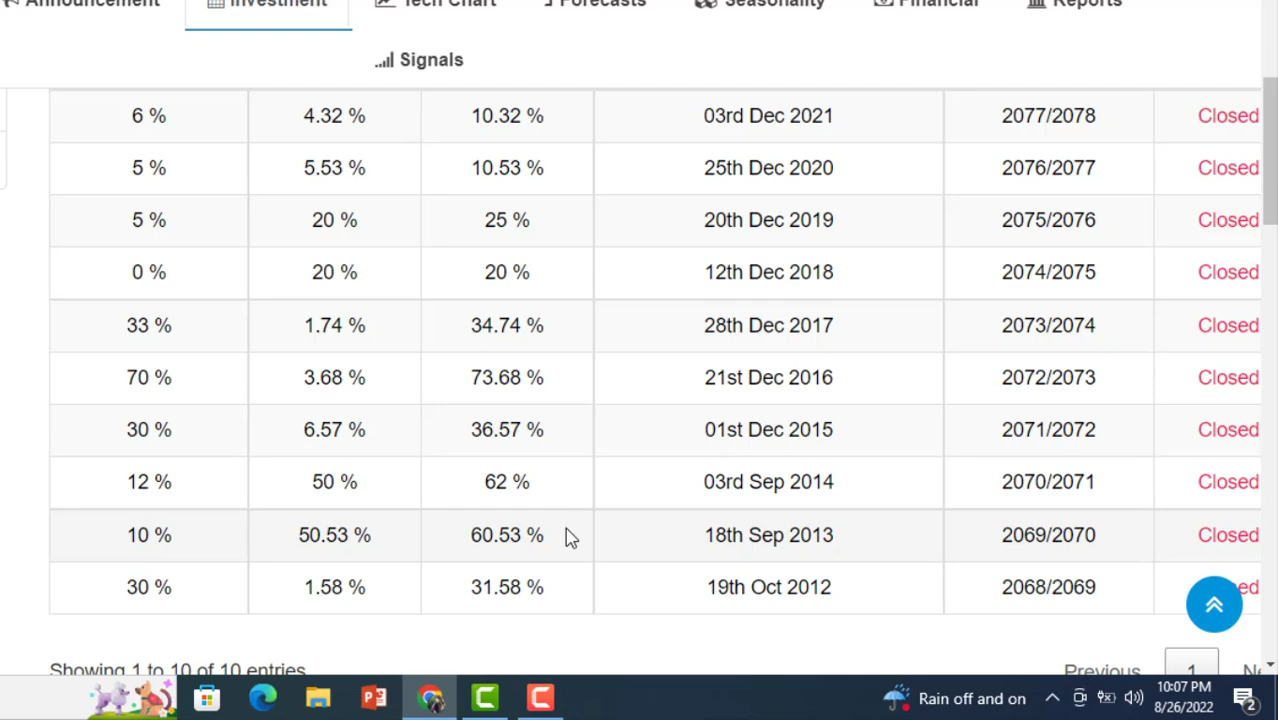 Announcement Investment Tech Chart Forecasts Seasonality Financial Reports
Signals
6 % 4.32 % 10.32 % 03rd Dec 2021 2077/2078 Closed
5 % 5.53 % 10.53 % 25th Dec 2020 2076/2077 Closed
5 % 20 % 25 % 20th Dec 2019 2075/2076 Closed
0 % 20 % 20 % 12th Dec 2018 2074/2075 Closed
33 % 1.74 % 34.74 % 28th Dec 2017 2073/2074 Closed
70 % 3.68 % 73.68 % 21st Dec 2016 2072/2073 Closed
30 % 6.57 % 36.57 % 01st Dec 2015 2071/2072 Closed
12 % 50 % 62 % 03rd Sep 2014 2070/2071 Closed
10 % 50.53 % 60.53 % 18th Sep 2013 2069/2070 Closed
30 % 1.58 % 31.58 % 19th Oct 2012 2068/2069 ed
Showing 1 to 10 of 10 entries Previous 1 Ne
Rain off and on 10:07 PM
8/26/2022 2